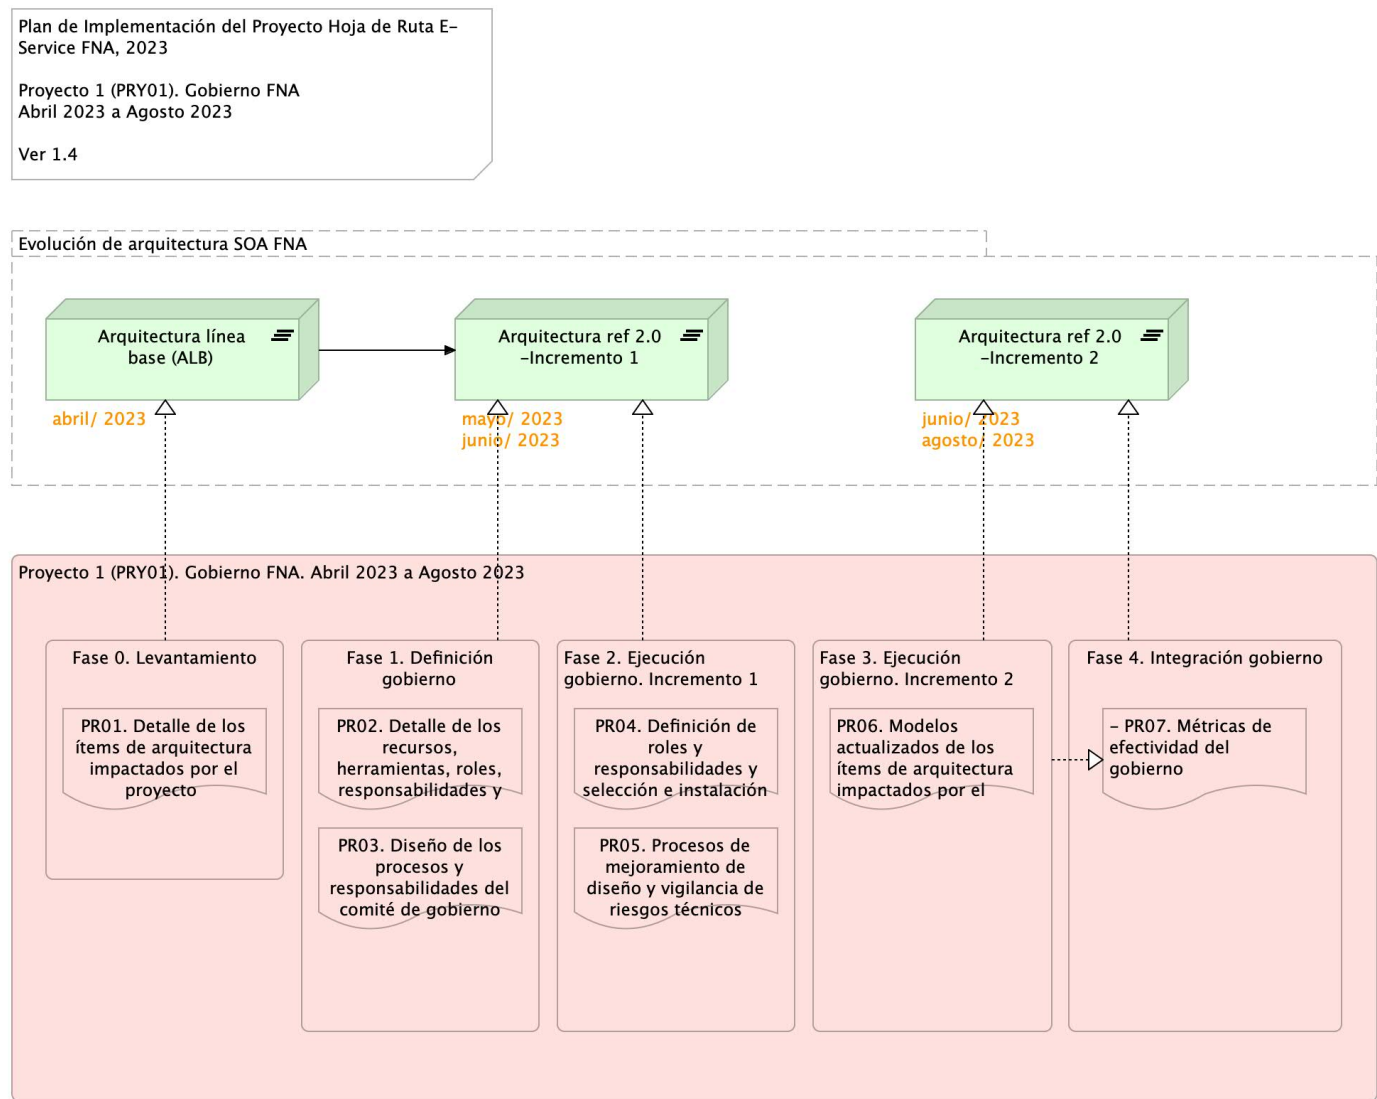 Plan de Implementación del Proyecto Hoja de Ruta E-
Service FNA, 2023
Proyecto 1 (PRY01). Gobierno FNA
Abril 2023 a Agosto 2023
Ver 1.4
Evolución de arquitectura SOA FNA
Arquitectura línea
base (ALB)
Arquitectura ref 2.0
-Incremento 1
Arquitectura ref 2.0
-Incremento 2
abril/ 2023
mayo/ 2023
junio/ 2023
junio/ 2023
agosto/ 2023
Proyecto 1 (PRY01). Gobierno FNA. Abril 2023 a Agosto 2023
Fase 0. Levantamiento
PR01. Detalle de los
ítems de arquitectura
impactados por el
proyecto
Fase 1. Definición
gobierno
PR02. Detalle de los
recursos,
herramientas, roles,
responsabilidades y
PR03. Diseño de los
procesos y
responsabilidades del
comité de gobierno
Fase 2. Ejecución
gobierno. Incremento 1
PR04. Definición de
roles y
responsabilidades y
selección e instalación
PR05. Procesos de
mejoramiento de
diseño y vigilancia de
riesgos técnicos
Fase 3. Ejecución
gobierno. Incremento 2
PR06. Modelos
actualizados de los
ítems de arquitectura
impactados por el
Fase 4. Integración gobierno
- PR07. Métricas de
efectividad del
gobierno